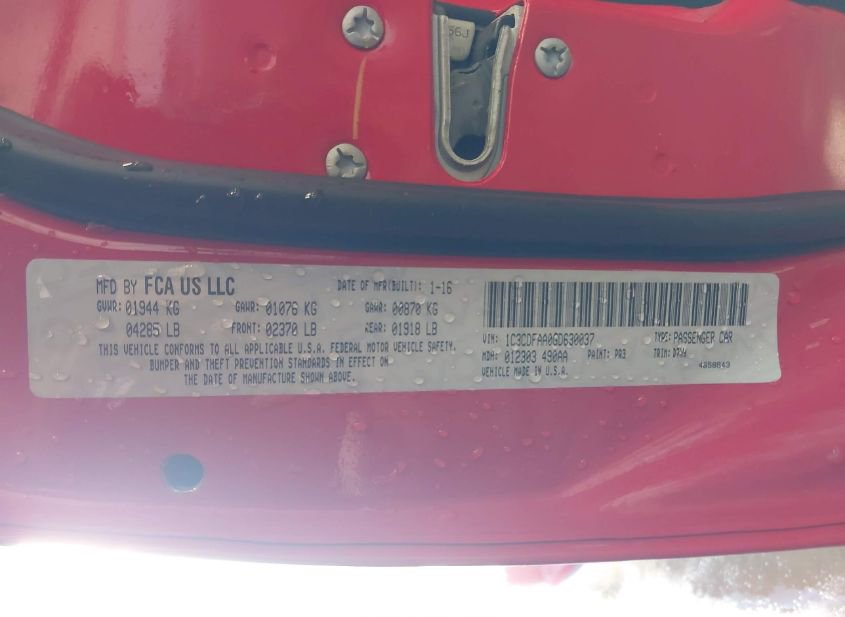 56J
MFD BY FCA US LLC
DATE OF MFR(BUILT): 1-16
GVWR: 01944 KG GAWR: 01076 KG GAWR: 00870 KG
04285 LB FRONT: 02370 LB REAR: 01918 LB
THIS VEHICLE CONFORMS TO ALL APPLICABLE U.S.A. FEDERAL MOTOR VEHICLE SAFETY,
BUMPER AND THEFT PREVENTION STANDARDS IN EFFECT ON
THE DATE OF MANUFACTURE SHOWN ABOVE.
VIN: 1C3CDFAA0GD630037 TYPE: PASSENGER CAR
MDH: 012303 490AA PAINT: PR3 TRIM:
VEHICLE MADE IN U.S.A.